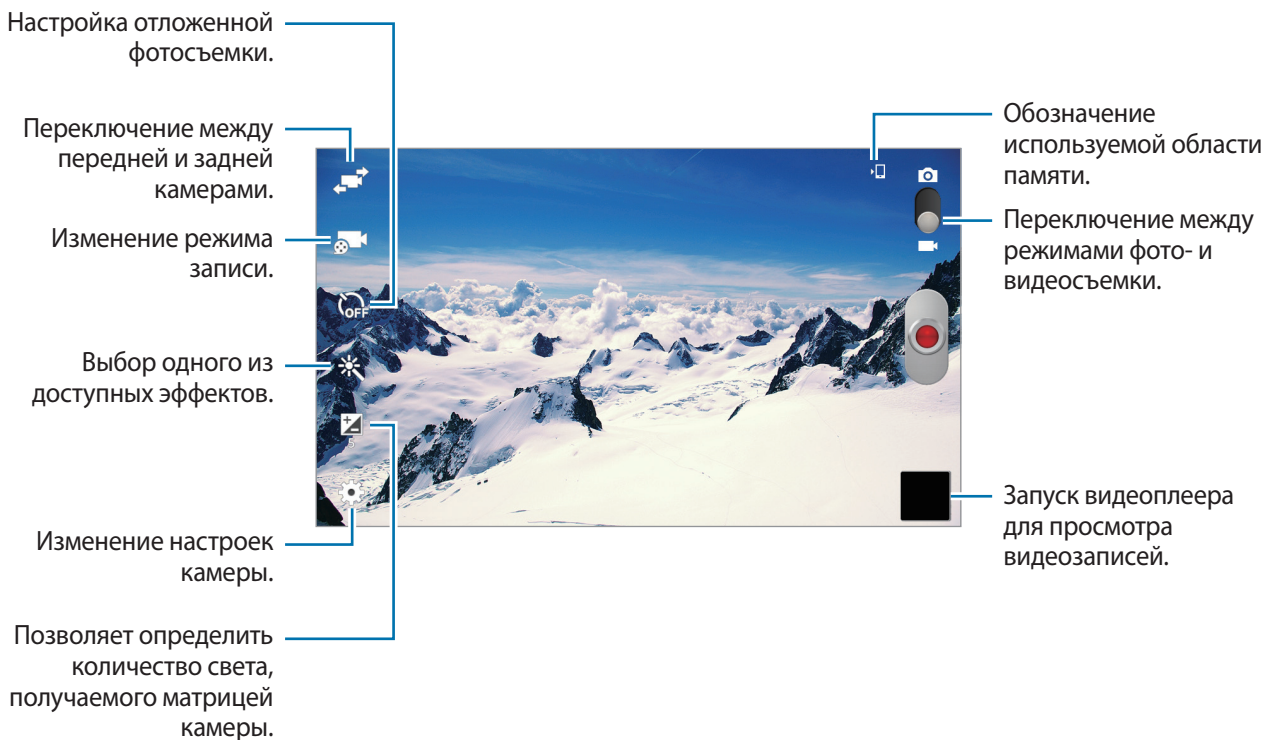 Настройка отложенной
фотосъемки.
Переключение между
передней и задней
камерами.
Изменение режима
записи.
Выбор одного из
доступных эффектов.
Изменение настроек
камеры.
Позволяет определить
количество света,
получаемого матрицей
камеры.
OFF
Обозначение
используемой области
памяти.
Переключение между
режимами фото- и
видеосъемки.
Запуск видеоплеера
для просмотра
видеозаписей.